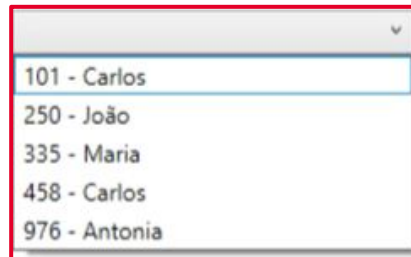 101 - Carlos
250 - João
335 - Maria
458 - Carlos
976 - Antonia